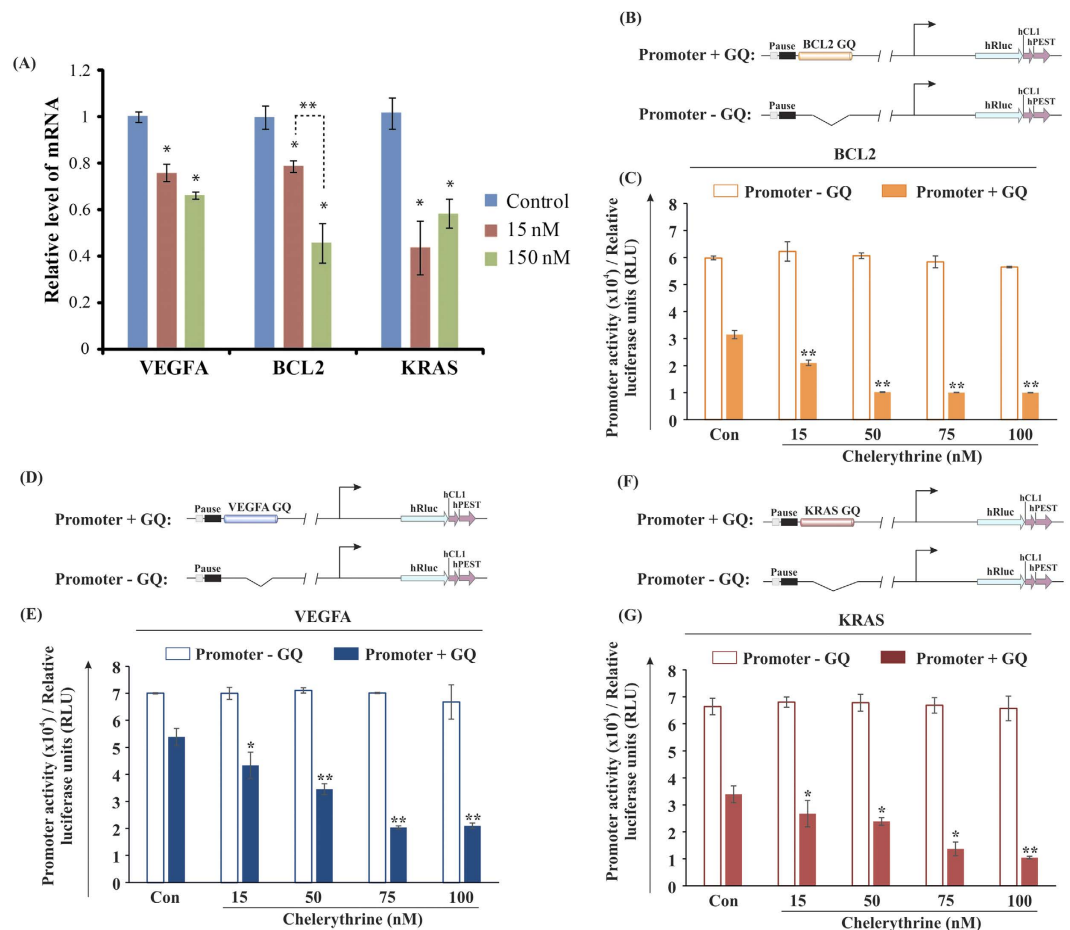 (A)
Relative level of mRNA
1.2
1
0.8
0.6
0.4
0.2
0
* * * ** * * *
VEGFA BCL2 KRAS
Control
15 nM
150 nM
(B)
Promoter + GQ: Pause BCL2 GQ hRluc hCL1 hPEST
Promoter - GQ: Pause hRluc hCL1 hPEST
BCL2
(C)
Promoter - GQ Promoter + GQ
Promoter activity (x10⁴) / Relative
luciferase units (RLU)
8
7
6
5
4
3
2
1
0
** ** ** **
Con 15 50 75 100
Chelerythrine (nM)
(D)
Promoter + GQ: Pause VEGFA GQ hRluc hCL1 hPEST
Promoter - GQ: Pause hRluc hCL1 hPEST
VEGFA
(E)
Promoter - GQ Promoter + GQ
Promoter activity (x10⁴) / Relative
luciferase units (RLU)
8
7
6
5
4
3
2
1
0
* ** ** **
Con 15 50 75 100
Chelerythrine (nM)
(F)
Promoter + GQ: Pause KRAS GQ hRluc hCL1 hPEST
Promoter - GQ: Pause hRluc hCL1 hPEST
KRAS
(G)
Promoter - GQ Promoter + GQ
Promoter activity (x10⁴) / Relative
luciferase units (RLU)
8
7
6
5
4
3
2
1
0
* * * **
Con 15 50 75 100
Chelerythrine (nM)